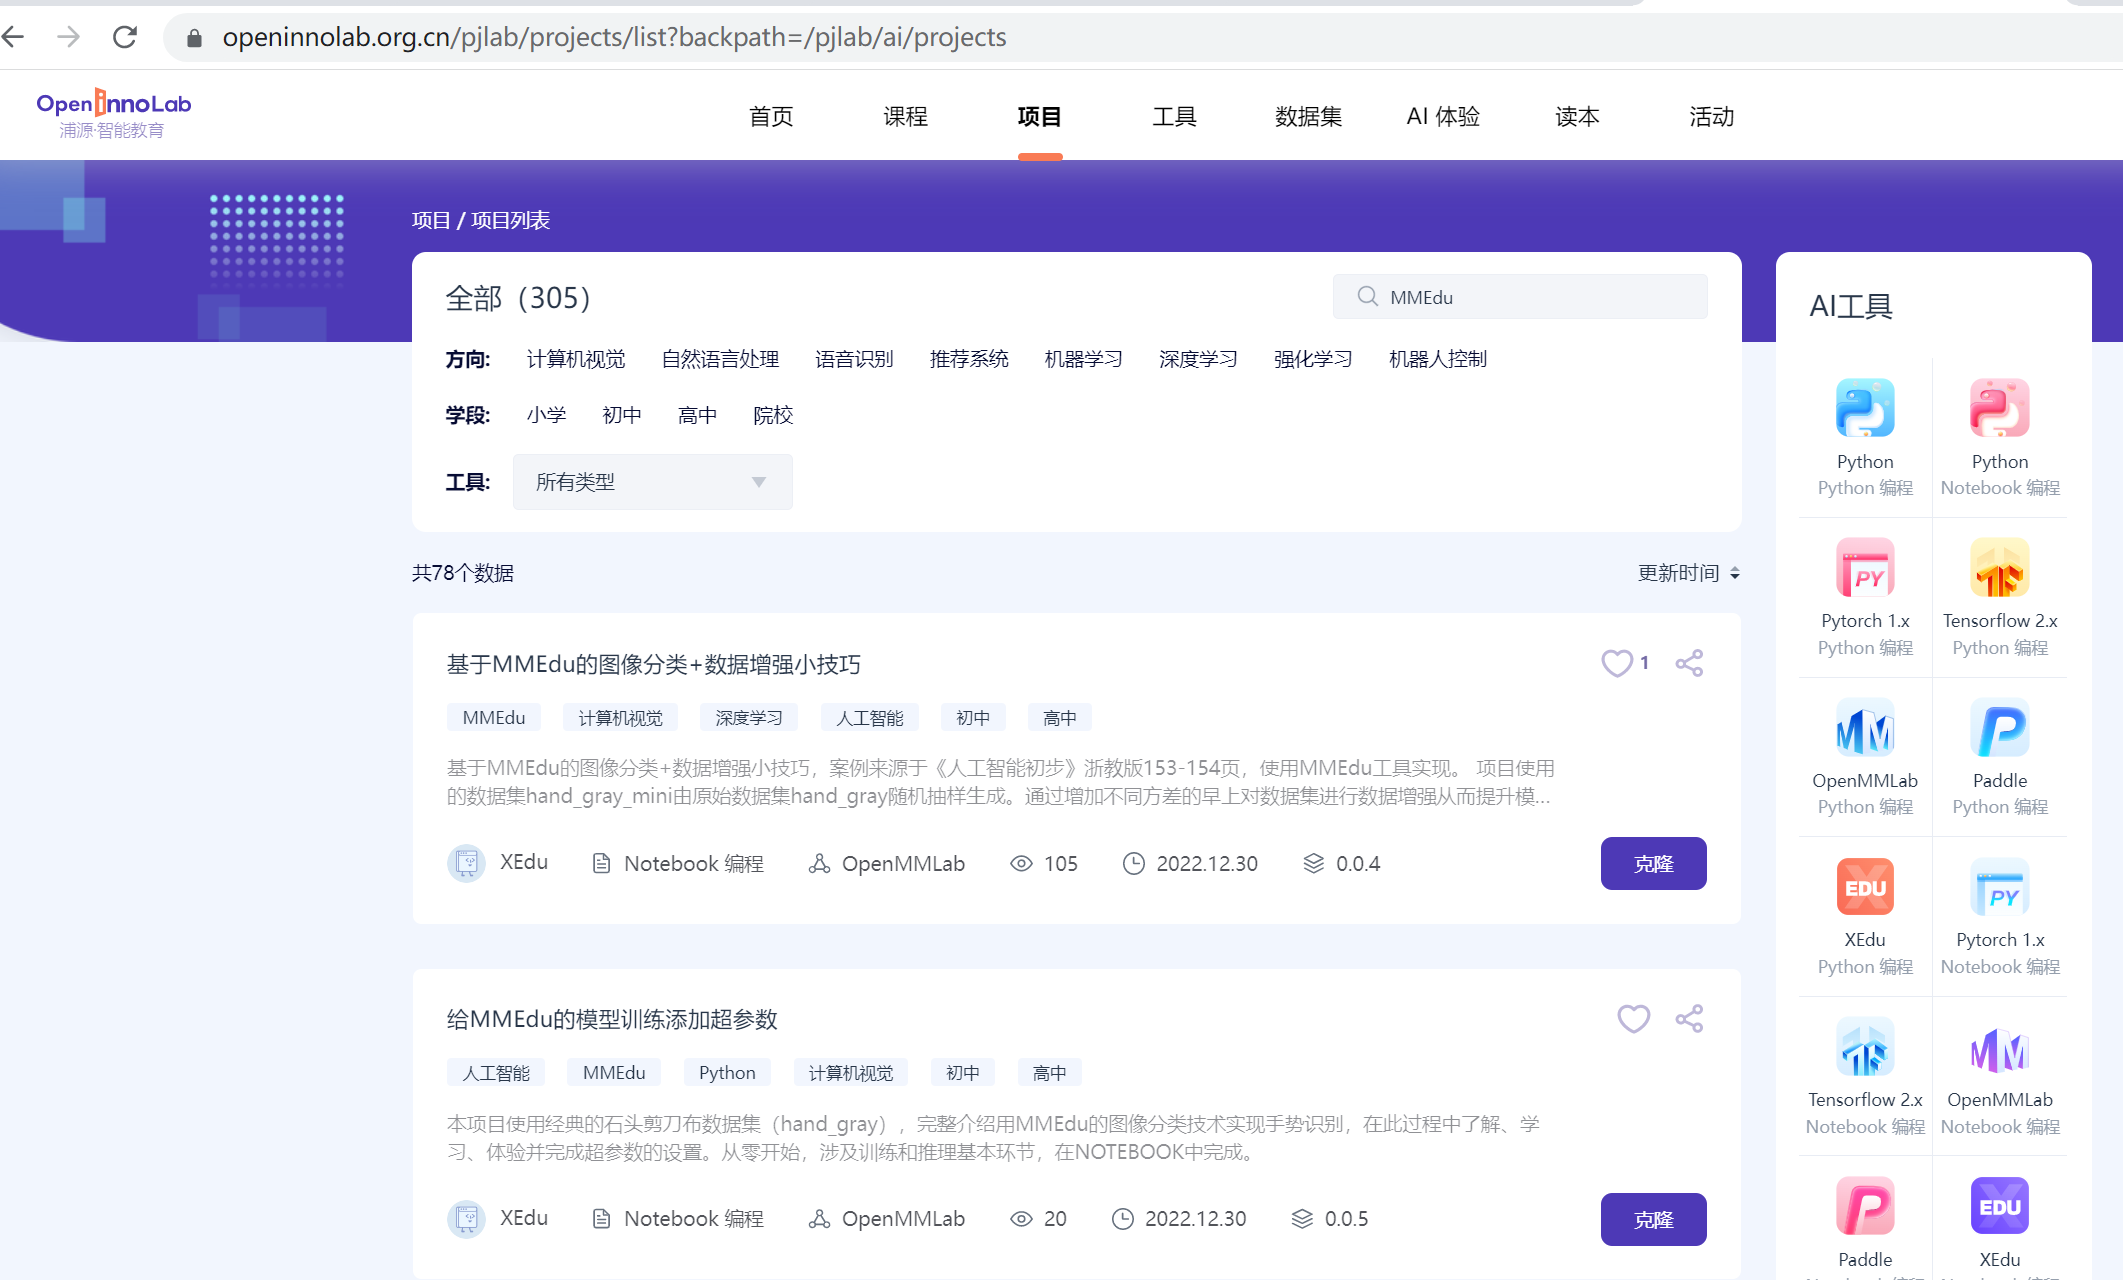 openinnolab.org.cn/pjlab/projects/list?backpath=/pjlab/ai/projects
OpenInnoLab
浦源·智能教育
首页 课程 项目 工具 数据集 AI 体验 读本 活动
项目 / 项目列表
全部（305）
MMEdu
方向: 计算机视觉 自然语言处理 语音识别 推荐系统 机器学习 深度学习 强化学习 机器人控制
学段: 小学 初中 高中 院校
工具: 所有类型
共78个数据
更新时间
基于MMEdu的图像分类+数据增强小技巧
1
MMEdu 计算机视觉 深度学习 人工智能 初中 高中
基于MMEdu的图像分类+数据增强小技巧，案例来源于《人工智能初步》浙教版153-154页，使用MMEdu工具实现。 项目使用
的数据集hand_gray_mini由原始数据集hand_gray随机抽样生成。通过增加不同方差的早上对数据集进行数据增强从而提升模...
XEdu Notebook 编程 OpenMMLab 105 2022.12.30 0.0.4
克隆
给MMEdu的模型训练添加超参数
人工智能 MMEdu Python 计算机视觉 初中 高中
本项目使用经典的石头剪刀布数据集（hand_gray），完整介绍用MMEdu的图像分类技术实现手势识别，在此过程中了解、学
习、体验并完成超参数的设置。从零开始，涉及训练和推理基本环节，在NOTEBOOK中完成。
XEdu Notebook 编程 OpenMMLab 20 2022.12.30 0.0.5
克隆
AI工具
Python Python
Python 编程 Notebook 编程
PY TF
Pytorch 1.x Tensorflow 2.x
Python 编程 Python 编程
MM P
OpenMMLab Paddle
Python 编程 Python 编程
EDU PY
XEdu Pytorch 1.x
Python 编程 Notebook 编程
TF MM
Tensorflow 2.x OpenMMLab
Notebook 编程 Notebook 编程
P EDU
Paddle XEdu